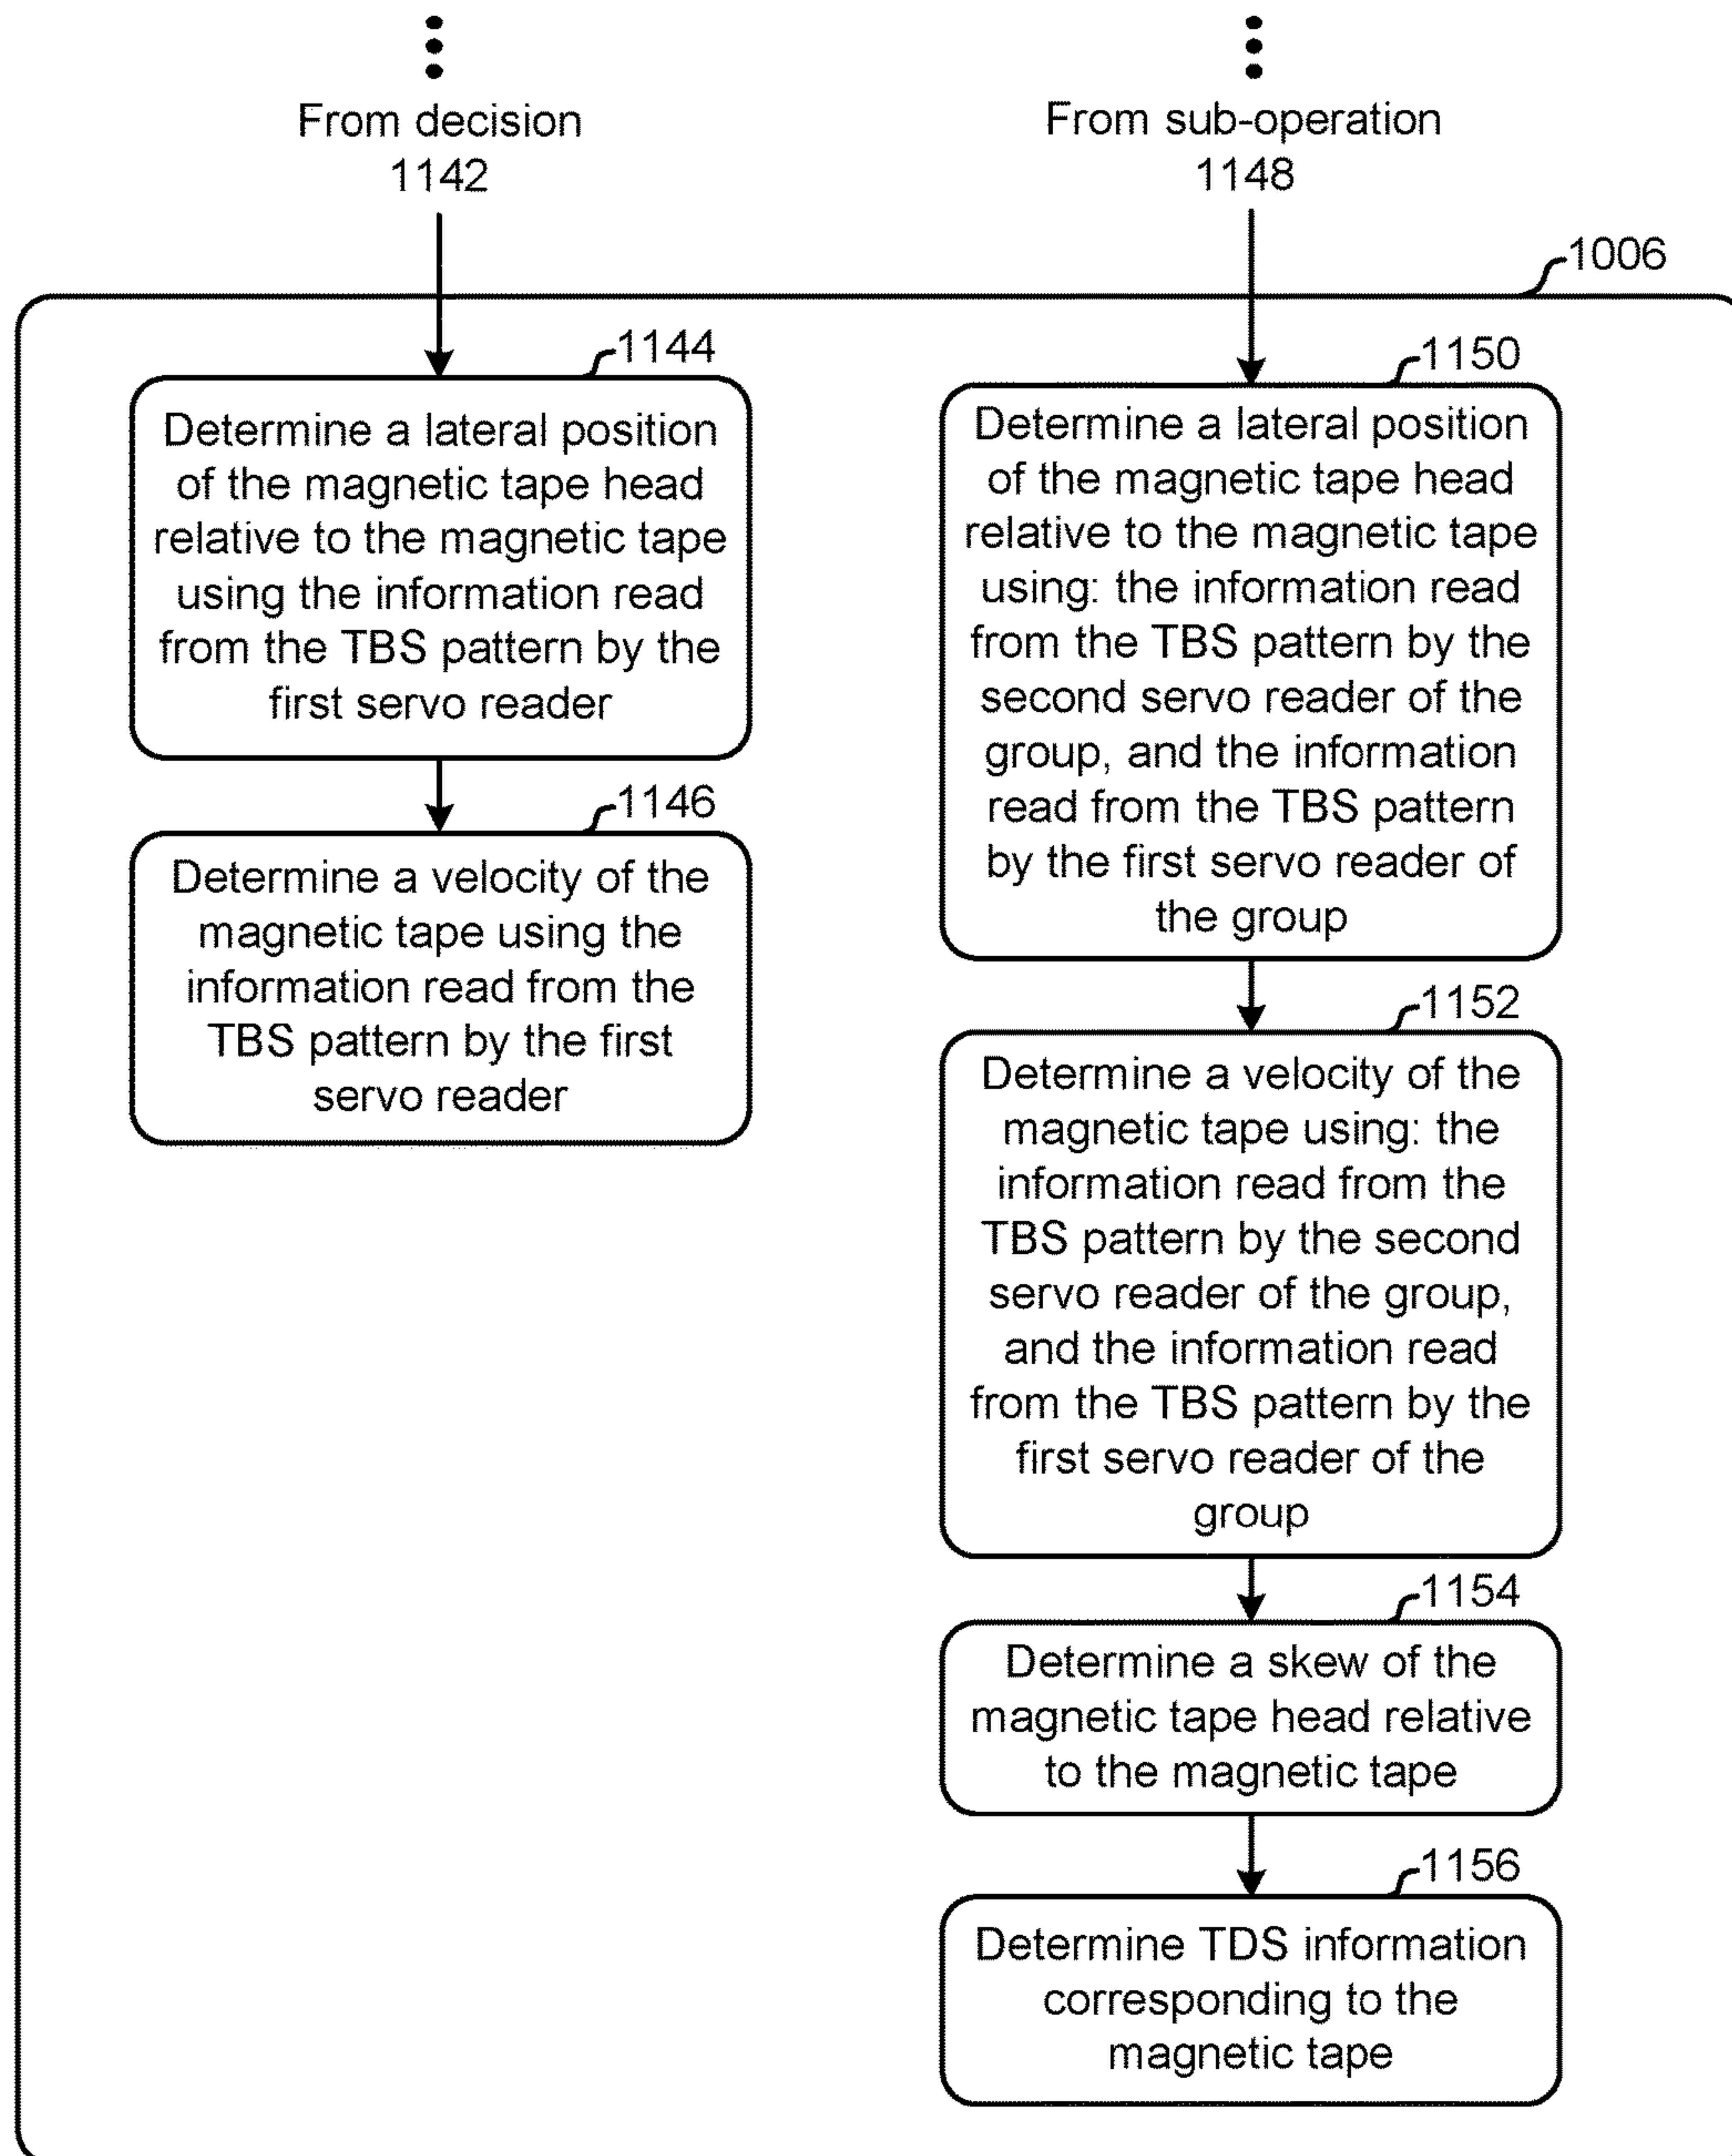 From decision
1142
From sub-operation
1148
1006
1144
Determine a lateral position
of the magnetic tape head
relative to the magnetic tape
using the information read
from the TBS pattern by the
first servo reader
1146
Determine a velocity of the
magnetic tape using the
information read from the
TBS pattern by the first
servo reader
1150
Determine a lateral position
of the magnetic tape head
relative to the magnetic tape
using: the information read
from the TBS pattern by the
second servo reader of the
group, and the information
read from the TBS pattern
by the first servo reader of
the group
1152
Determine a velocity of the
magnetic tape using: the
information read from the
TBS pattern by the second
servo reader of the group,
and the information read
from the TBS pattern by the
first servo reader of the
group
1154
Determine a skew of the
magnetic tape head relative
to the magnetic tape
1156
Determine TDS information
corresponding to the
magnetic tape